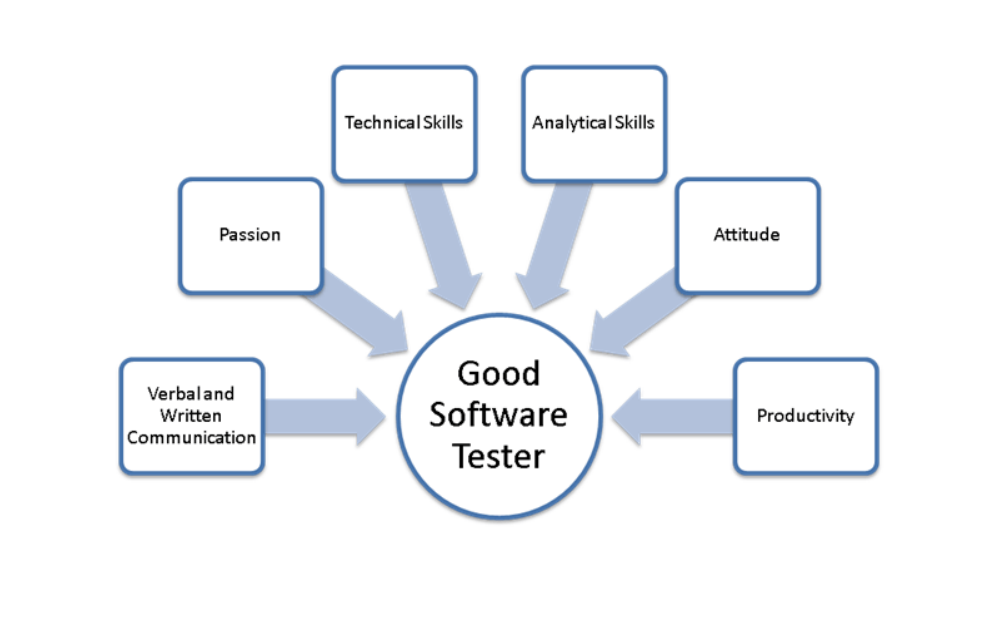 Technical Skills
Analytical Skills
Passion
Attitude
Verbal and
Written
Communication
Good
Software
Tester
Productivity